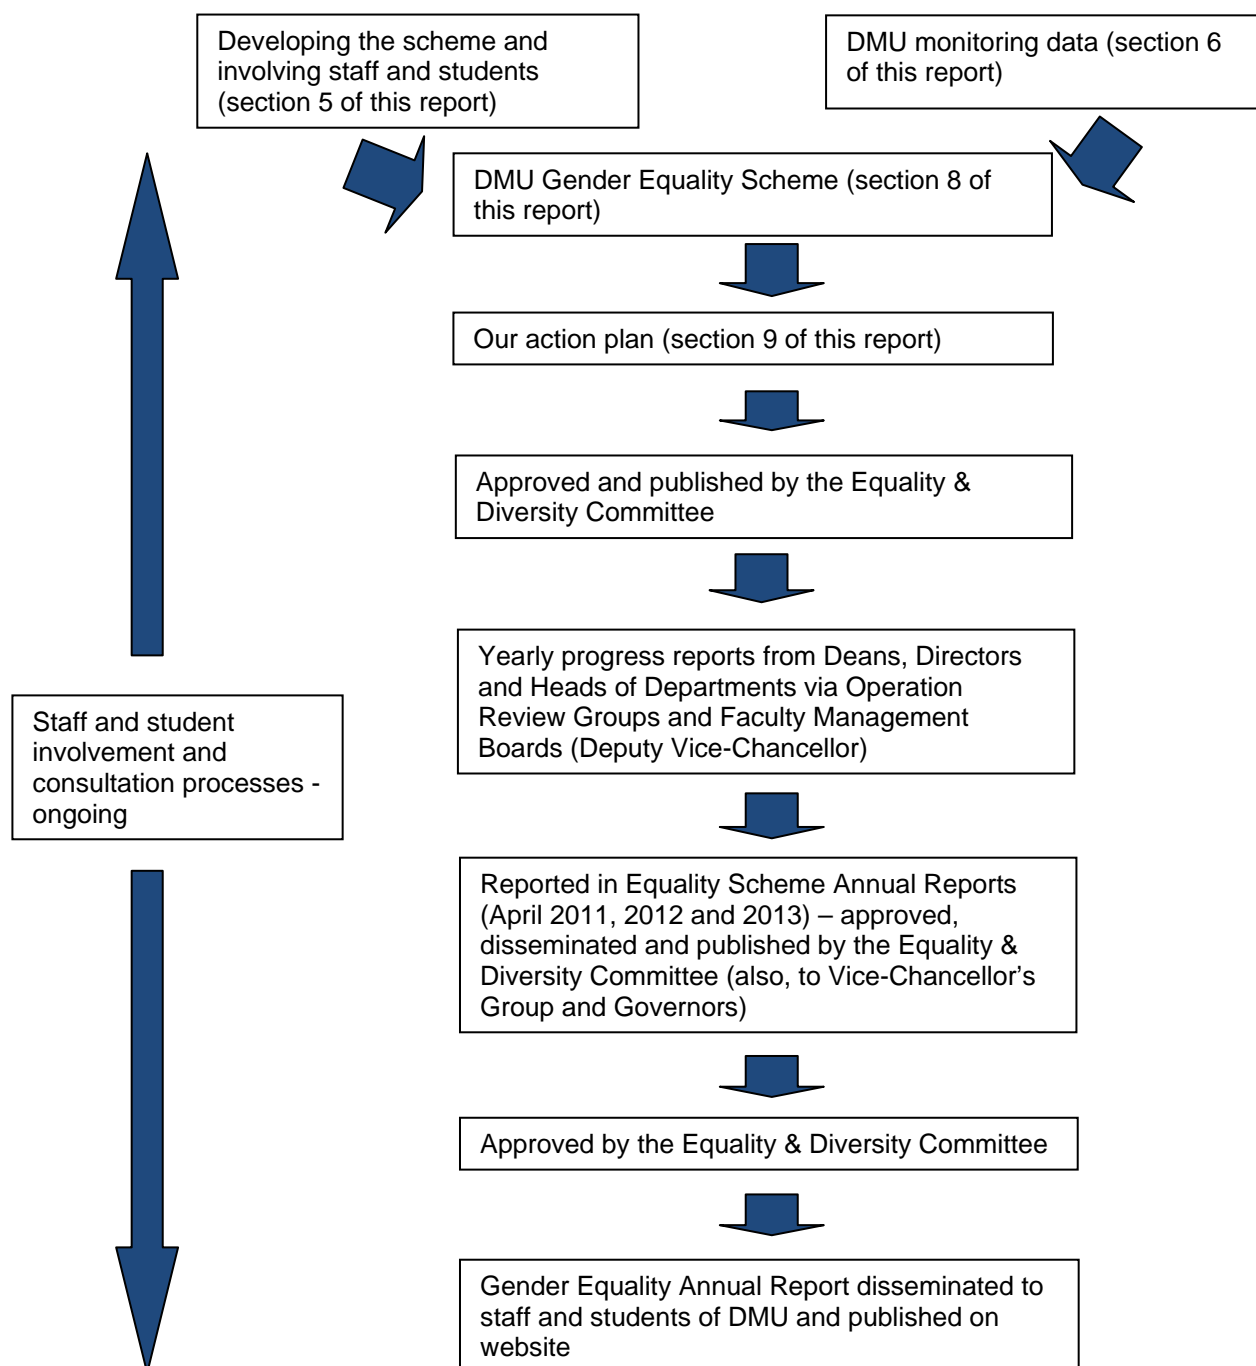 Developing the scheme and
involving staff and students
(section 5 of this report)
DMU monitoring data (section 6
of this report)
DMU Gender Equality Scheme (section 8 of
this report)
Our action plan (section 9 of this report)
Approved and published by the Equality &
Diversity Committee
Yearly progress reports from Deans, Directors
and Heads of Departments via Operation
Review Groups and Faculty Management
Boards (Deputy Vice-Chancellor)
Staff and student
involvement and
consultation processes -
ongoing
Reported in Equality Scheme Annual Reports
(April 2011, 2012 and 2013) – approved,
disseminated and published by the Equality &
Diversity Committee (also, to Vice-Chancellor’s
Group and Governors)
Approved by the Equality & Diversity Committee
Gender Equality Annual Report disseminated to
staff and students of DMU and published on
website